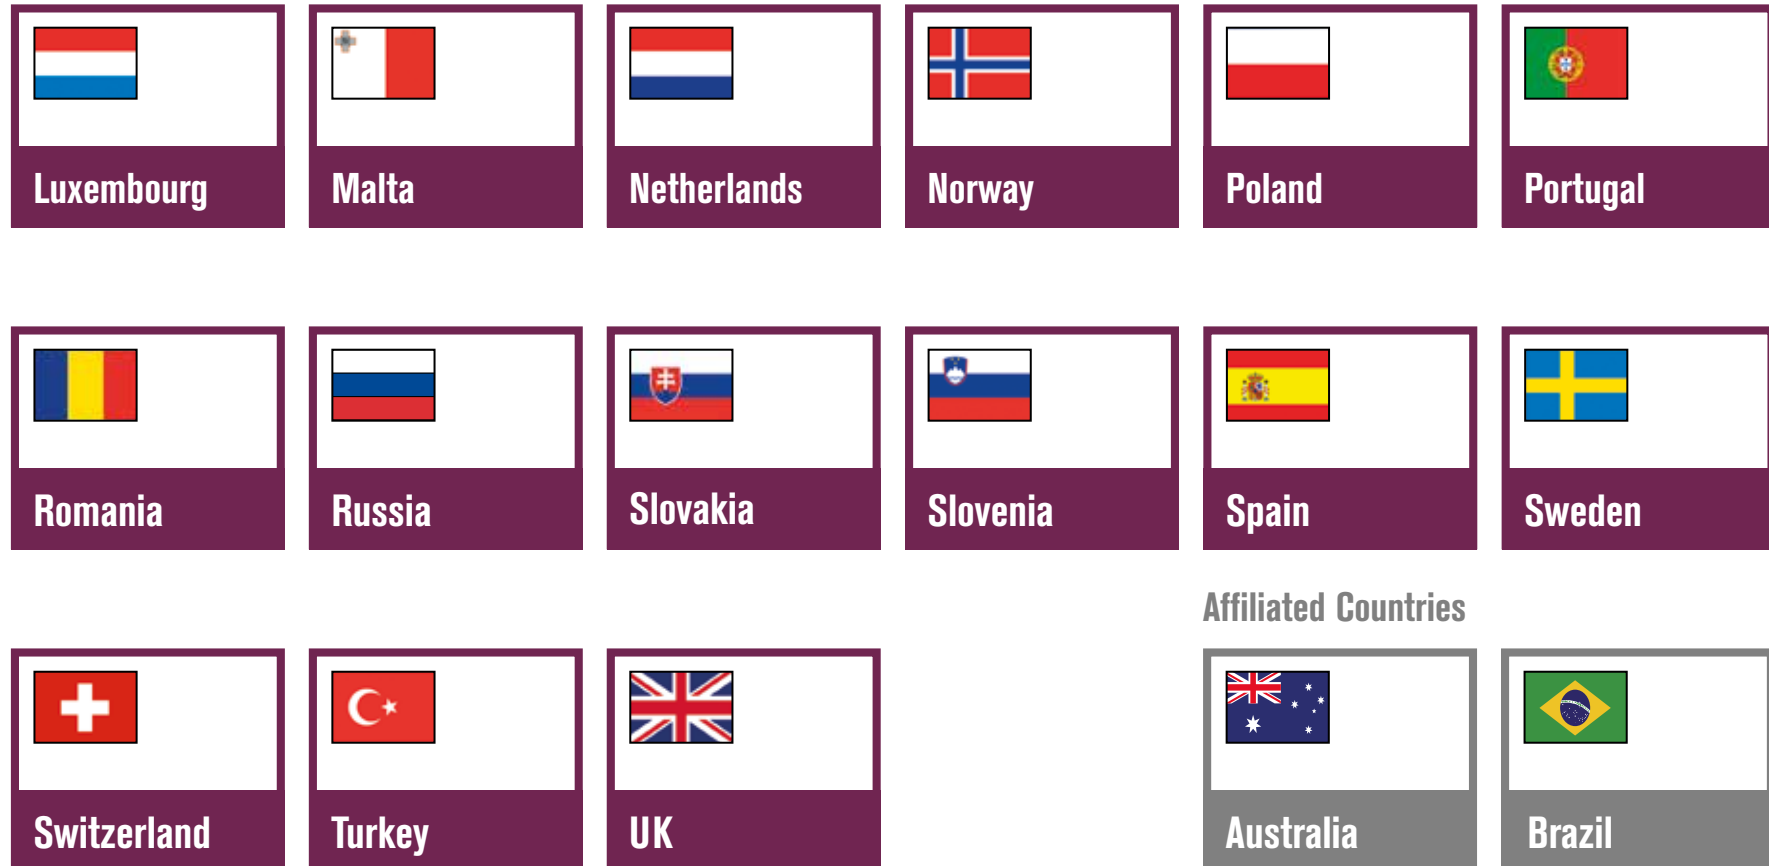 Luxembourg
Malta
Netherlands
Norway
Poland
Portugal
Romania
Russia
Slovakia
Slovenia
Spain
Sweden
Affiliated Countries
Switzerland
Turkey
UK
Australia
Brazil